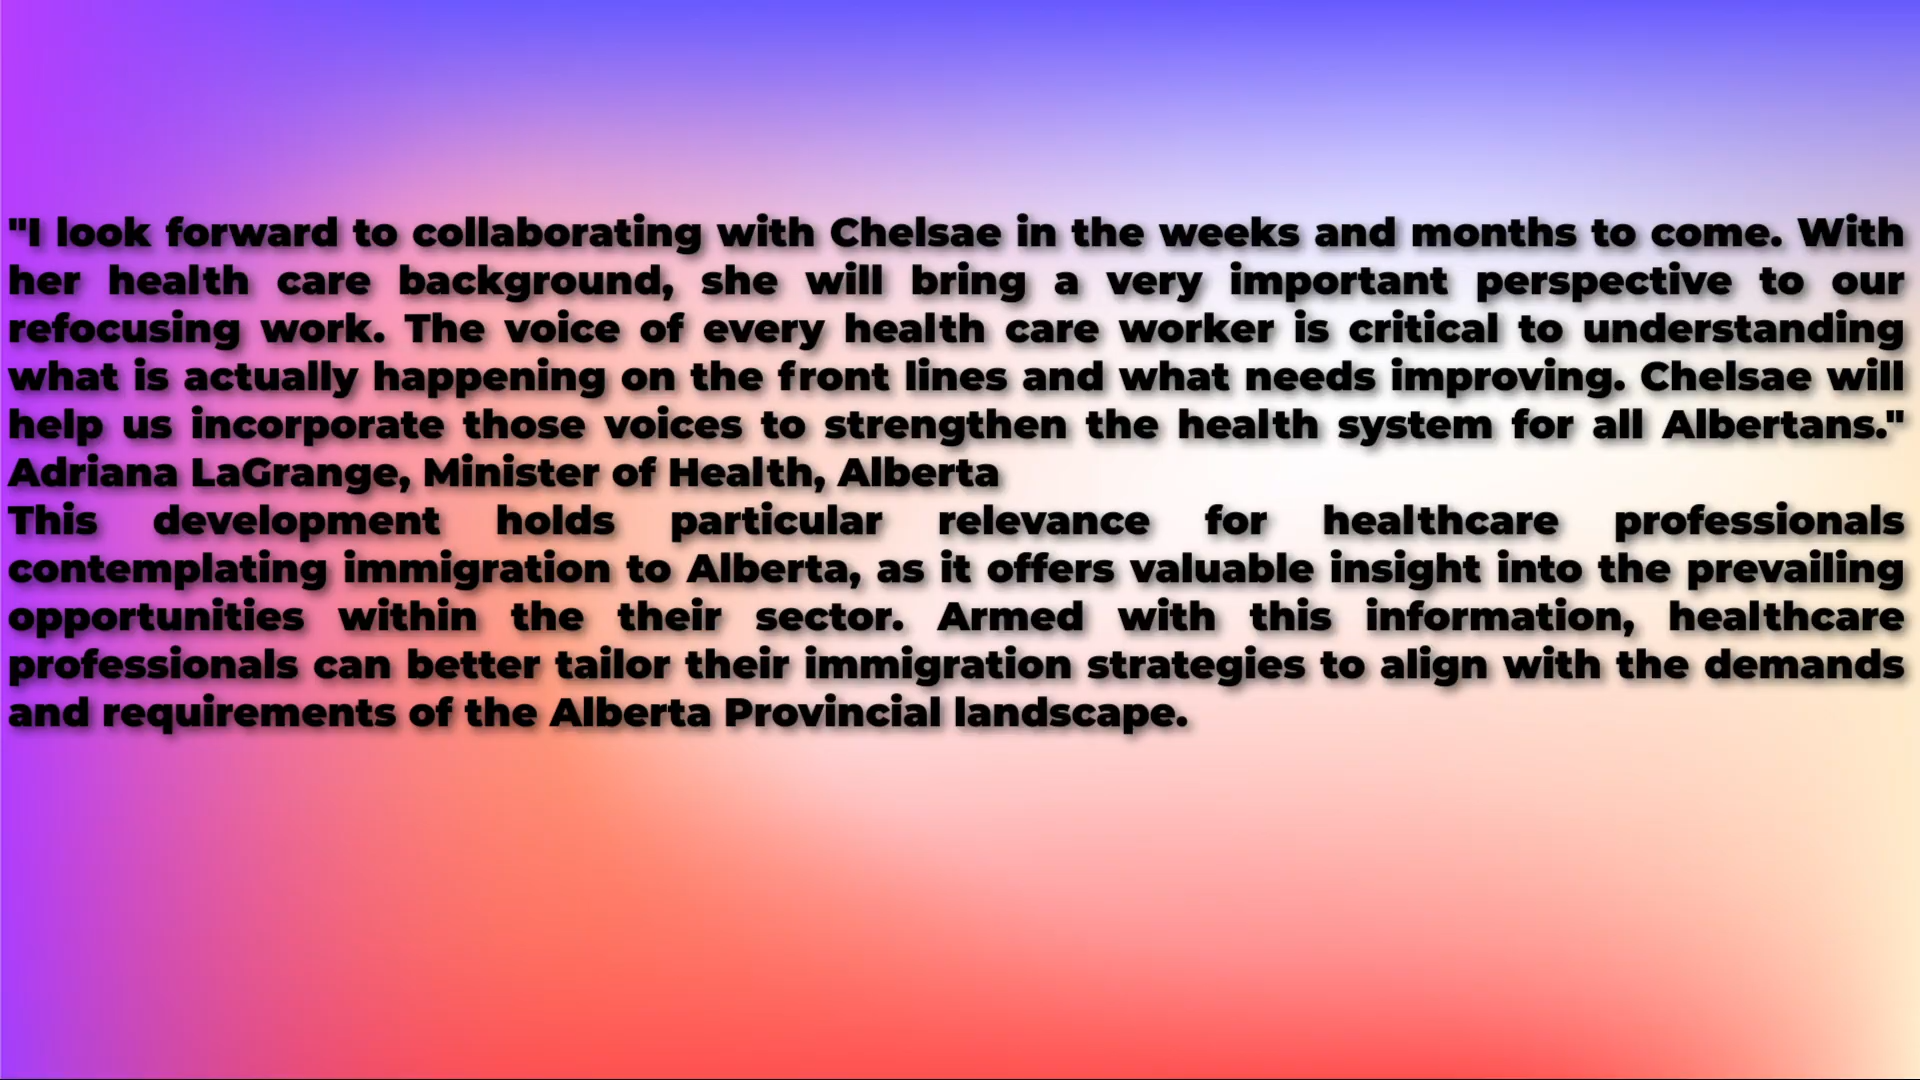 "I look forward to collaborating with Chelsae in the weeks and months to come. With
her health care background, she will bring a very important perspective to our
refocusing work. The voice of every health care worker is critical to understanding
what is actually happening on the front lines and what needs improving. Chelsae will
help us incorporate those voices to strengthen the health system for all Albertans."
Adriana LaGrange, Minister of Health, Alberta
This development holds particular relevance for healthcare professionals
contemplating immigration to Alberta, as it offers valuable insight into the prevailing
opportunities within the their sector. Armed with this information, healthcare
professionals can better tailor their immigration strategies to align with the demands
and requirements of the Alberta Provincial landscape.